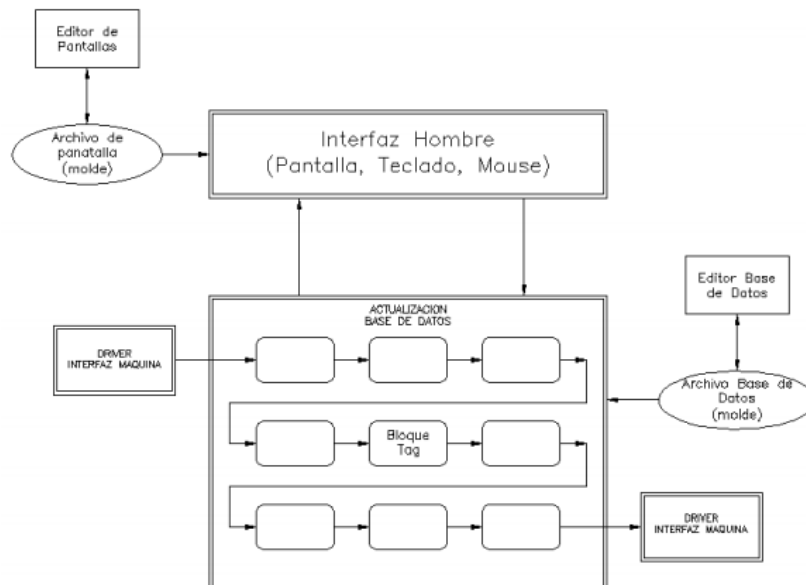 Editor de
Pantallas
Archivo de
panatalla
(molde)
Interfaz Hombre
(Pantalla, Teclado, Mouse)
Editor Base
de Datos
ACTUALIZACION
BASE DE DATOS
DRIVER
INTERFAZ MAQUINA
Archivo Base de
Datos
(molde)
Bloque
Tag
DRIVER
INTERFAZ MAQUINA